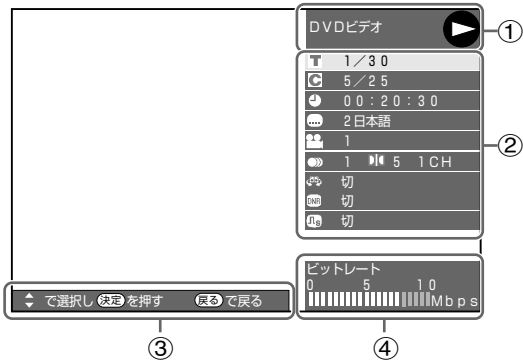 DVDビデオ
①
T 1/30
C 5/25
00:20:30
2日本語
1
②
1 5 1CH
切
DNR 切
S 切
ビットレート
0 5 10
Mbps
で選択し 決定 を押す 戻る で戻る
③ ④